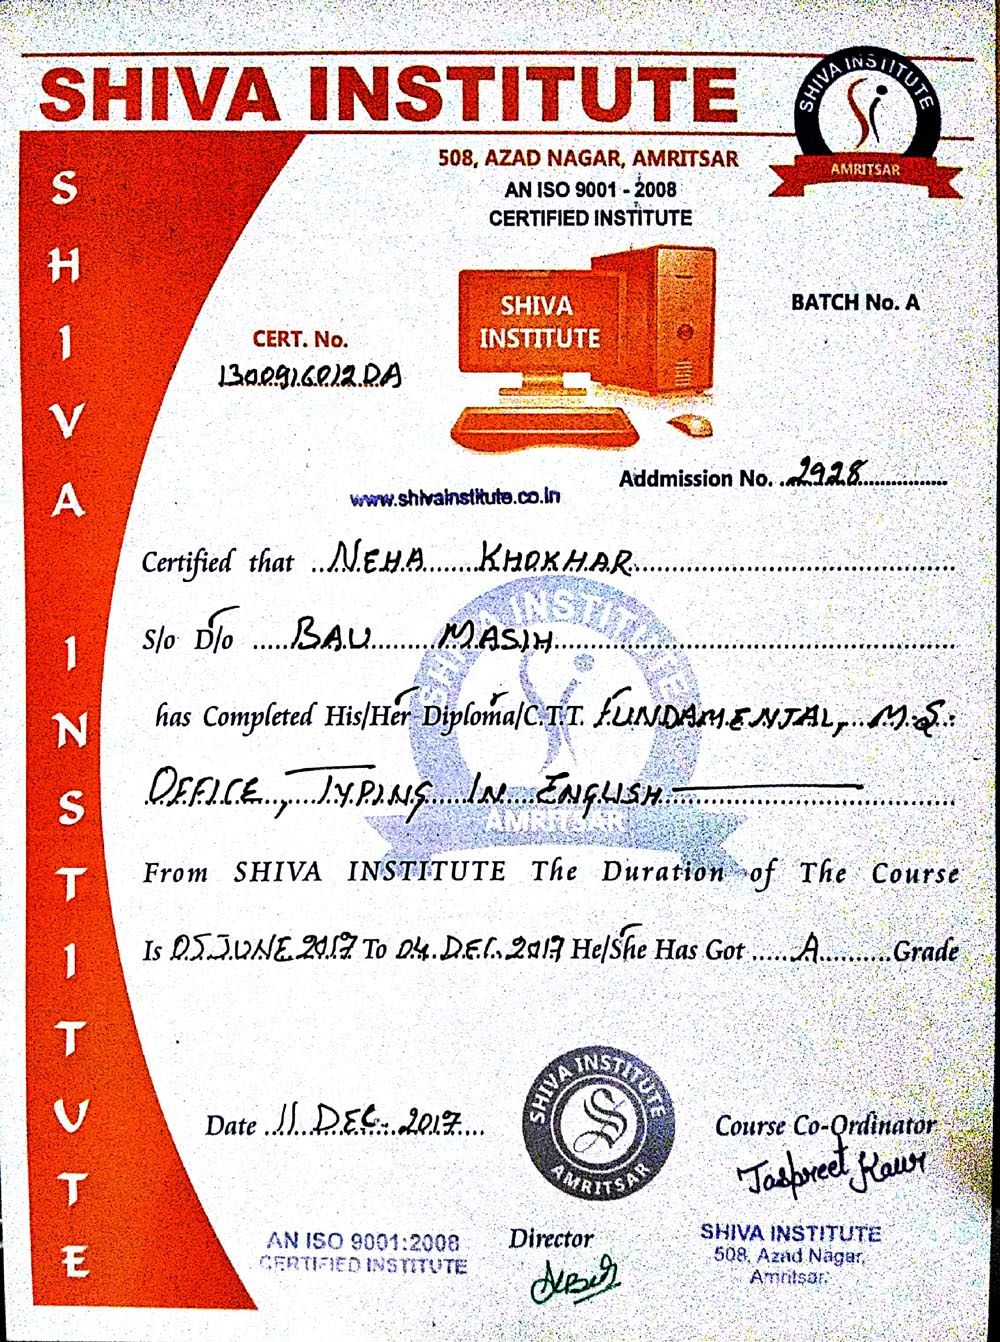 SHIVA INSTITUTE
SHIVA INSTITUTE
AMRITSAR
508, AZAD NAGAR, AMRITSAR
AN ISO 9001 - 2008
CERTIFIED INSTITUTE
SHIVA INSTITUTE
SHIVA
INSTITUTE
BATCH No. A
CERT. No.
1300916012DA
Addmission No. 2928
www.shivainstitute.co.in
Certified that NEHA KHOKHAR
S/o D/o BAU MASIH
has Completed His/Her Diploma/C.T.T. FUNDAMENTAL, M.S.
OFFICE, TYPING IN ENGLISH
SHIVA INSTITUTE
AMRITSAR
From SHIVA INSTITUTE The Duration of The Course
Is 05 JUNE 2017 To 04. DEC. 2017 He/She Has Got A Grade
Date 11 DEC. 2017
SHIVA INSTITUTE
AMRITSAR
Course Co-Ordinator
Jaspreet Kaur
AN ISO 9001:2008
CERTIFIED INSTITUTE
Director
SHIVA INSTITUTE
508, Azad Nagar,
Amritsar.